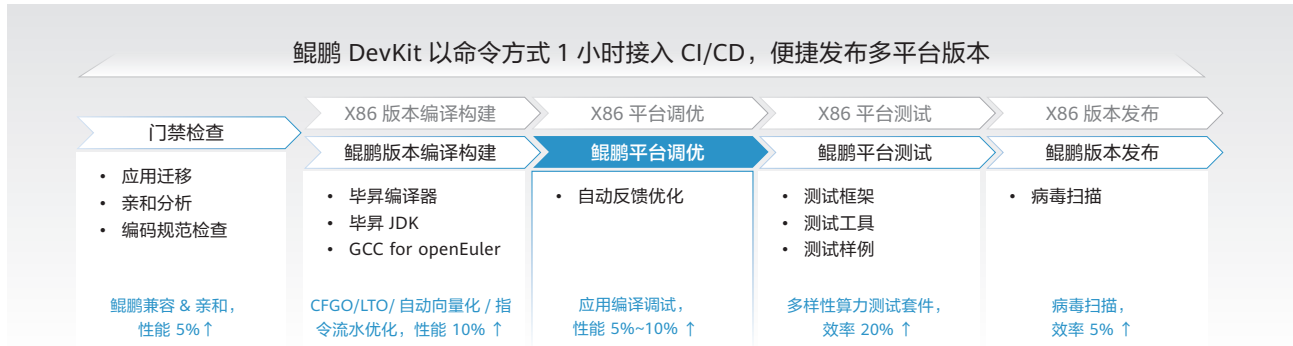 鲲鹏 DevKit 以命令方式 1 小时接入 CI/CD，便捷发布多平台版本
门禁检查
• 应用迁移
• 亲和分析
• 编码规范检查
鲲鹏兼容 & 亲和，
性能 5%↑
X86 版本编译构建
鲲鹏版本编译构建
• 毕昇编译器
• 毕昇 JDK
• GCC for openEuler
CFGO/LTO/ 自动向量化 / 指
令流水优化，性能 10% ↑
X86 平台调优
鲲鹏平台调优
• 自动反馈优化
应用编译调试，
性能 5%~10% ↑
X86 平台测试
鲲鹏平台测试
• 测试框架
• 测试工具
• 测试样例
多样性算力测试套件，
效率 20% ↑
X86 版本发布
鲲鹏版本发布
• 病毒扫描
病毒扫描，
效率 5% ↑